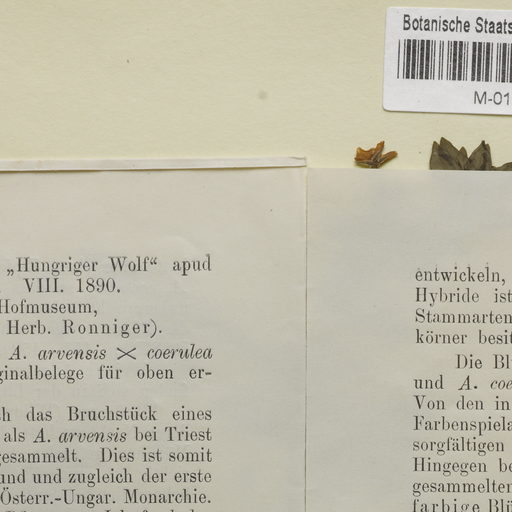 Botanische Staats
M-01
„Hungriger Wolf“ apud
VIII. 1890.
Hofmuseum,
Herb. Ronniger).
A. arvensis × coerulea
ginalbelege für oben er-
das Bruchstück eines
als A. arvensis bei Triest
gesammelt. Dies ist somit
und und zugleich der erste
Österr.-Ungar. Monarchie.
entwickeln,
Hybride ist
Stammarten
körner besit
Die Bl
und A. coe
Von den in
Farbenspiela
sorgfältigen
Hingegen be
gesammelten
farbige Blü